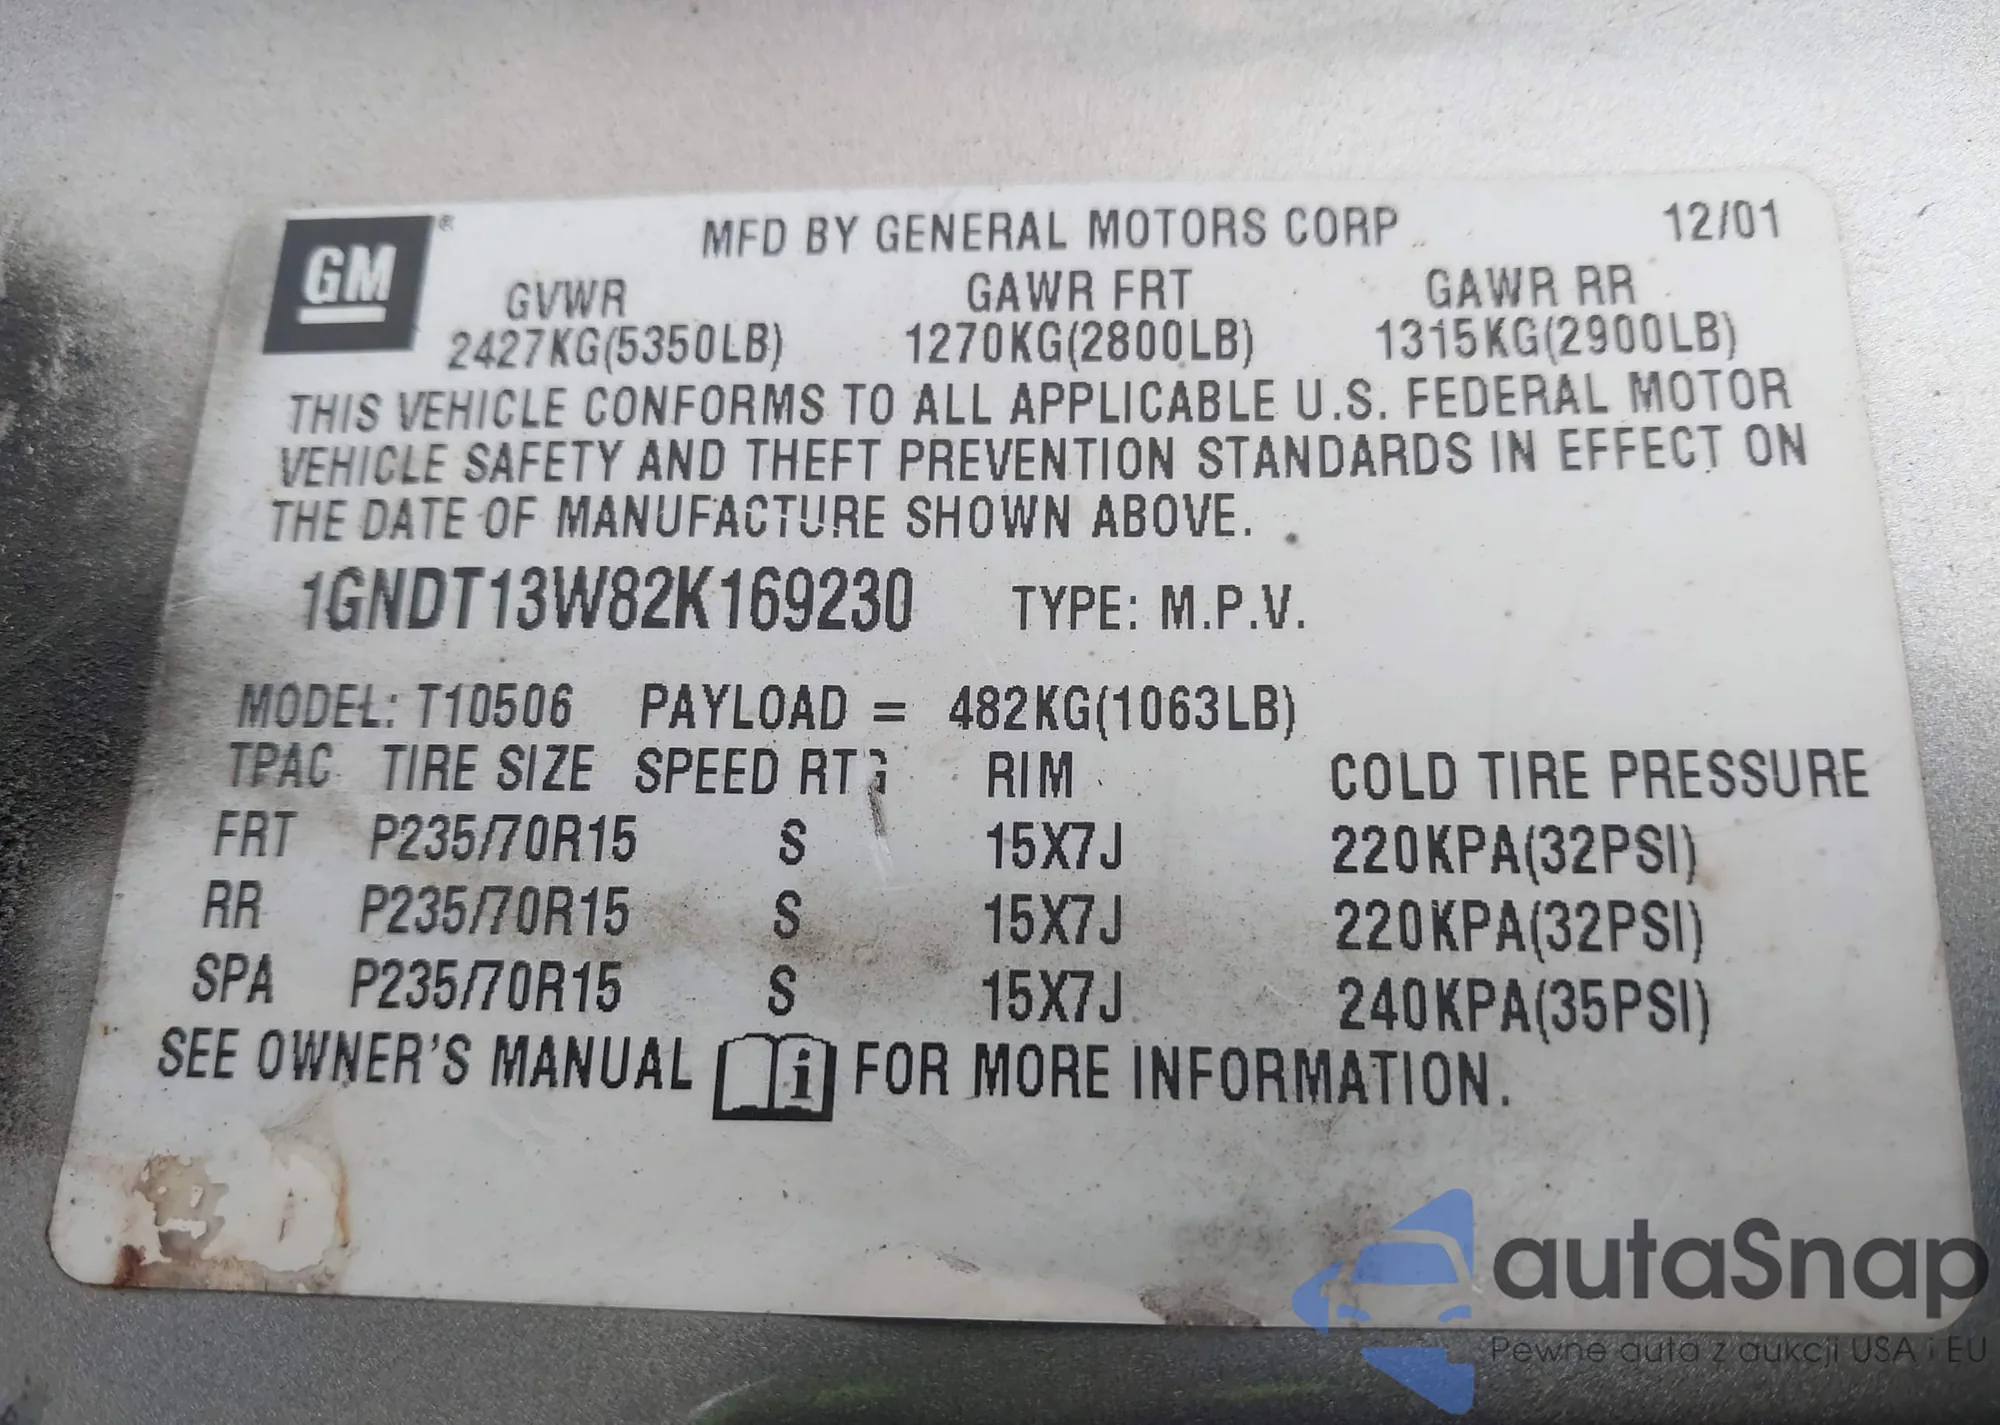 GM®
MFD BY GENERAL MOTORS CORP 12/01
GVWR GAWR FRT GAWR RR
2427KG(5350LB) 1270KG(2800LB) 1315KG(2900LB)
THIS VEHICLE CONFORMS TO ALL APPLICABLE U.S. FEDERAL MOTOR
VEHICLE SAFETY AND THEFT PREVENTION STANDARDS IN EFFECT ON
THE DATE OF MANUFACTURE SHOWN ABOVE.
1GNDT13W82K169230 TYPE: M.P.V.
MODEL: T10506 PAYLOAD = 482KG(1063LB)
TPAC TIRE SIZE SPEED RTG RIM COLD TIRE PRESSURE
FRT P235/70R15 S 15X7J 220KPA(32PSI)
RR P235/70R15 S 15X7J 220KPA(32PSI)
SPA P235/70R15 S 15X7J 240KPA(35PSI)
SEE OWNER'S MANUAL i FOR MORE INFORMATION.
autaSnap
Pewne auta z aukcji USA i EU